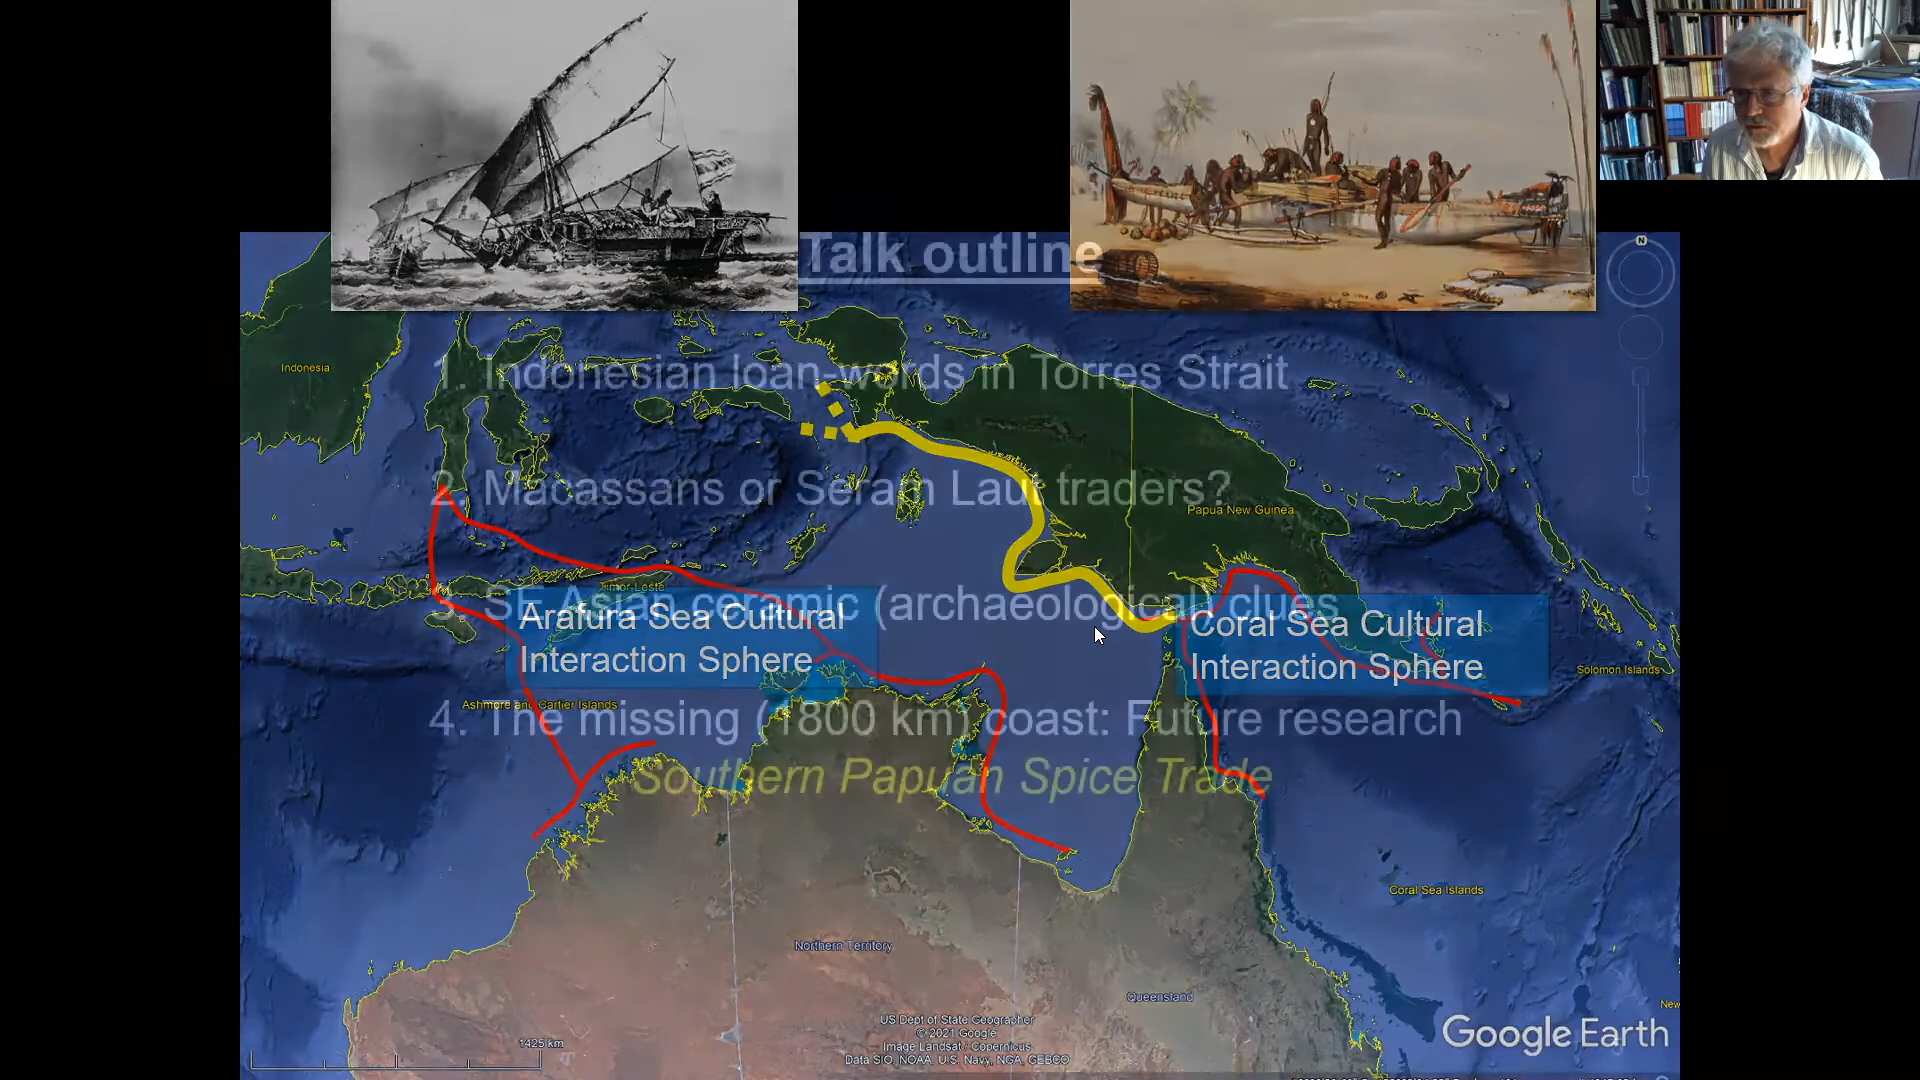 N
Talk outline
Indonesia
1. Indonesian loan-words in Torres Strait
2. Macassans or Seram Laut traders?
Papua New Guinea
Timor-Leste
3. SE Asian ceramic (archaeological) clues
Arafura Sea Cultural
Interaction Sphere
Coral Sea Cultural
Interaction Sphere
Solomon Islands
Ashmore and Cartier Islands
4. The missing (1800 km) coast: Future research
Southern Papuan Spice Trade
Coral Sea Islands
Northern Territory
Queensland
New
US Dept of State Geographer
© 2021 Google
Image Landsat / Copernicus
Data SIO, NOAA, U.S. Navy, NGA, GEBCO
1425 km
Google Earth